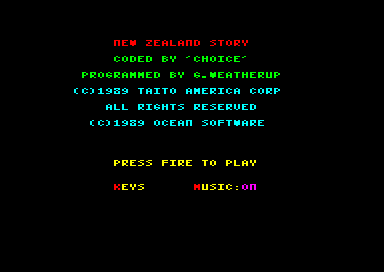 NEW ZEALAND STORY
CODED BY 'CHOICE'
PROGRAMMED BY G.WEATHERUP
(C)1989 TAITO AMERICA CORP
ALL RIGHTS RESERVED
(C)1989 OCEAN SOFTWARE
PRESS FIRE TO PLAY
KEYS MUSIC:ON